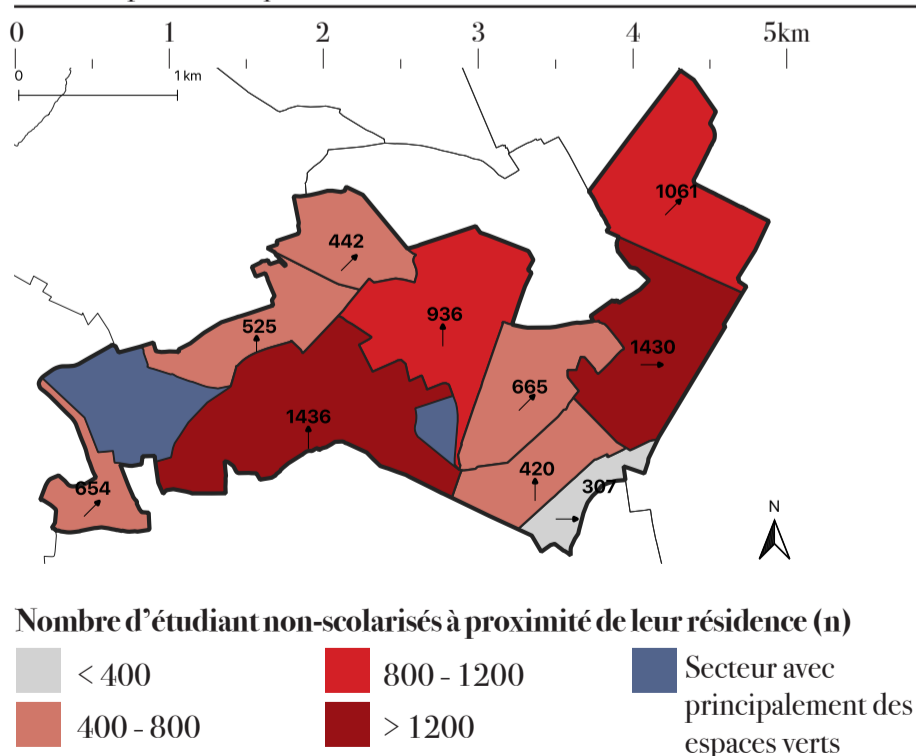 0 1 2 3 4 5km
0 1 km
1061
442
936
525
1430
665
1436
420
654
307
N
Nombre d’étudiant non-scolarisés à proximité de leur résidence (n)
< 400
400 - 800
800 - 1200
> 1200
Secteur avec
principalement des
espaces verts